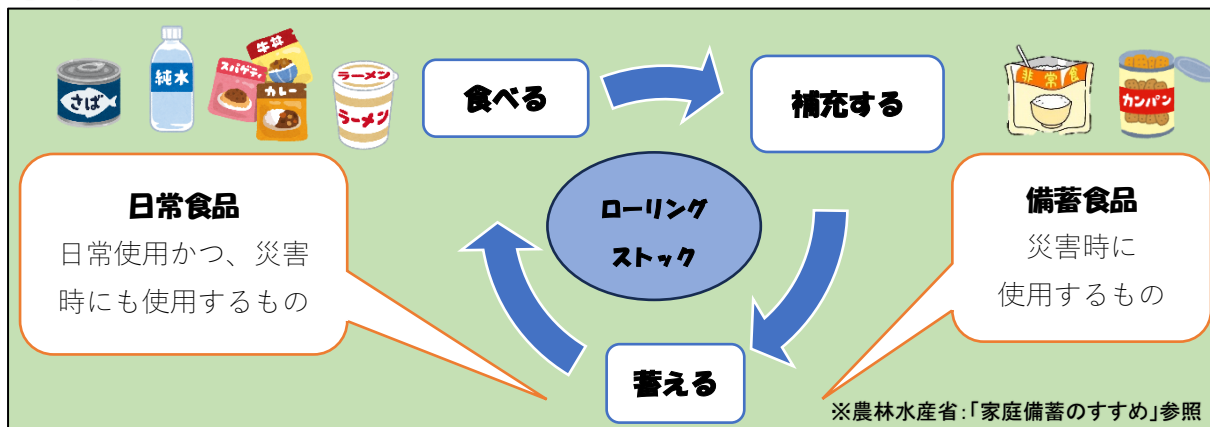 さば
純水
スパゲティ
牛丼
カレー
ラーメン
ラーメン
食べる
補充する
非常食
カンパン
日常食品
日常使用かつ、災害
時にも使用するもの
ローリング
ストック
備蓄食品
災害時に
使用するもの
蓄える
※農林水産省:「家庭備蓄のすすめ」参照